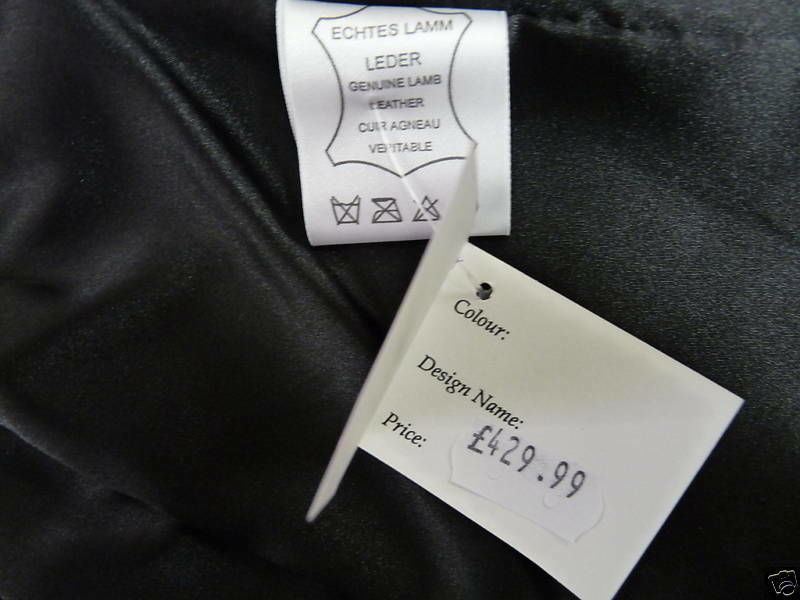 ECHTES LAMM
LEDER
GENUINE LAMB
LEATHER
CUIR AGNEAU
VERITABLE
Colour:
Design Name:
Price:
£429.99